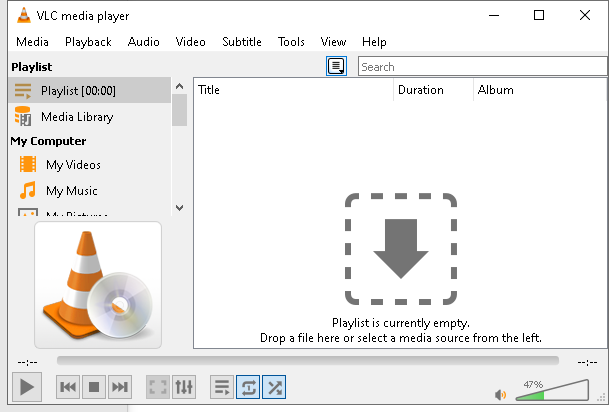 VLC media player
Media Playback Audio Video Subtitle Tools View Help
Playlist
Search
Playlist [00:00]
Title Duration Album
Media Library
My Computer
My Videos
My Music
My Pictures
Playlist is currently empty.
Drop a file here or select a media source from the left.
--:-- --:--
47%